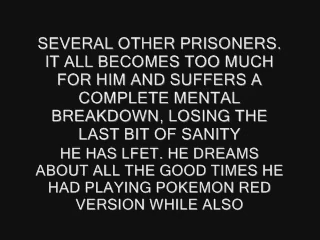 SEVERAL OTHER PRISONERS.
IT ALL BECOMES TOO MUCH
FOR HIM AND SUFFERS A
COMPLETE MENTAL
BREAKDOWN, LOSING THE
LAST BIT OF SANITY
HE HAS LFET. HE DREAMS
ABOUT ALL THE GOOD TIMES HE
HAD PLAYING POKEMON RED
VERSION WHILE ALSO